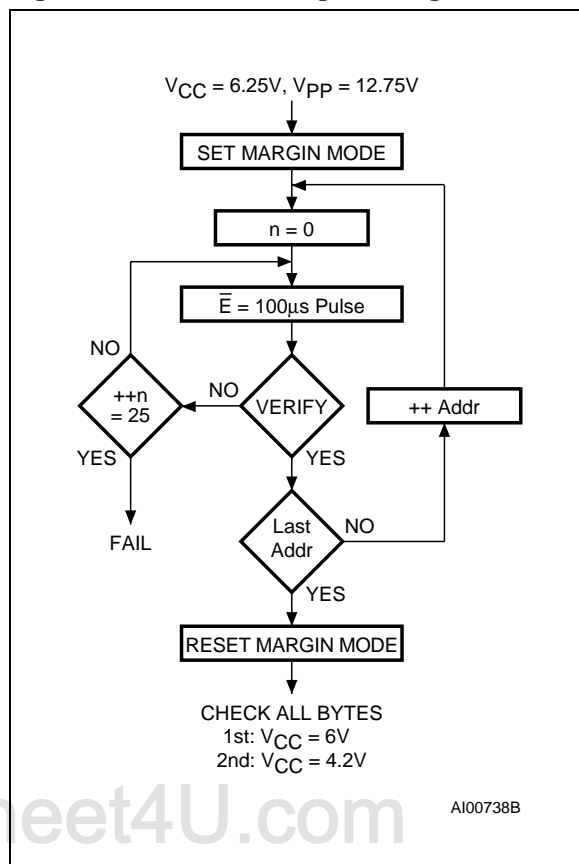 VCC = 6.25V, VPP = 12.75V
SET MARGIN MODE
n = 0
E̅ = 100µs Pulse
NO
++n
= 25
NO
VERIFY
++ Addr
YES
YES
FAIL
Last
Addr
NO
YES
RESET MARGIN MODE
CHECK ALL BYTES
1st: VCC = 6V
2nd: VCC = 4.2V
eet4U.com
AI00738B